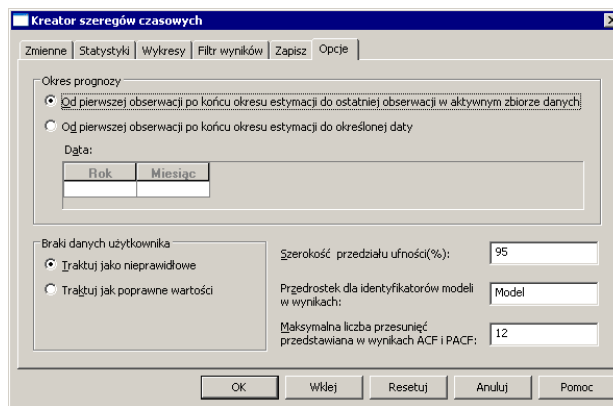 Kreator szeregów czasowych
Zmienne Statystyki Wykresy Filtr wyników Zapisz Opcje
Okres prognozy
Od pierwszej obserwacji po końcu okresu estymacji do ostatniej obserwacji w aktywnym zbiorze danych
Od pierwszej obserwacji po końcu okresu estymacji do określonej daty
Data:
Rok Miesiąc
Braki danych użytkownika
Traktuj jako nieprawidłowe
Traktuj jak poprawne wartości
Szerokość przedziału ufności(%): 95
Przedrostek dla identyfikatorów modeli
w wynikach: Model
Maksymalna liczba przesunięć
przedstawiana w wynikach ACF i PACF: 12
OK Wklej Resetuj Anuluj Pomoc